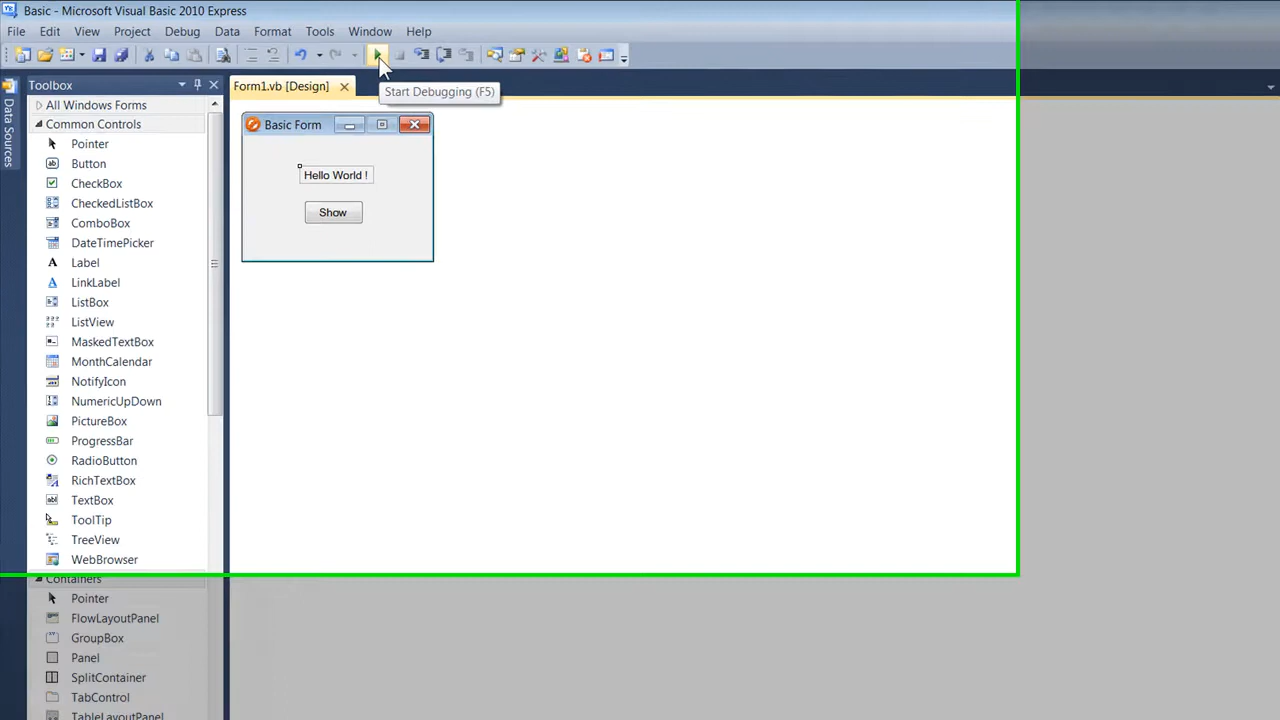 Basic - Microsoft Visual Basic 2010 Express
File Edit View Project Debug Data Format Tools Window Help
Toolbox
Form1.vb [Design]
Start Debugging (F5)
Data Sources
All Windows Forms
Common Controls
Basic Form
Pointer
Button
Hello World !
CheckBox
CheckedListBox
Show
ComboBox
DateTimePicker
Label
LinkLabel
ListBox
ListView
MaskedTextBox
MonthCalendar
NotifyIcon
NumericUpDown
PictureBox
ProgressBar
RadioButton
RichTextBox
TextBox
ToolTip
TreeView
WebBrowser
Containers
Pointer
FlowLayoutPanel
GroupBox
Panel
SplitContainer
TabControl
TableLayoutPanel